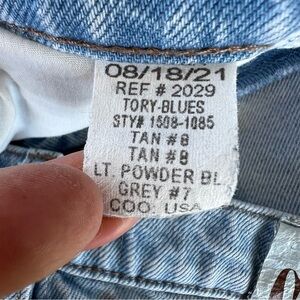 08/18/21
REF # 2029
TORY-BLUES
STY# 1508-1085
TAN #8
TAN #8
LT. POWDER BL.
GREY #7
COO: USA